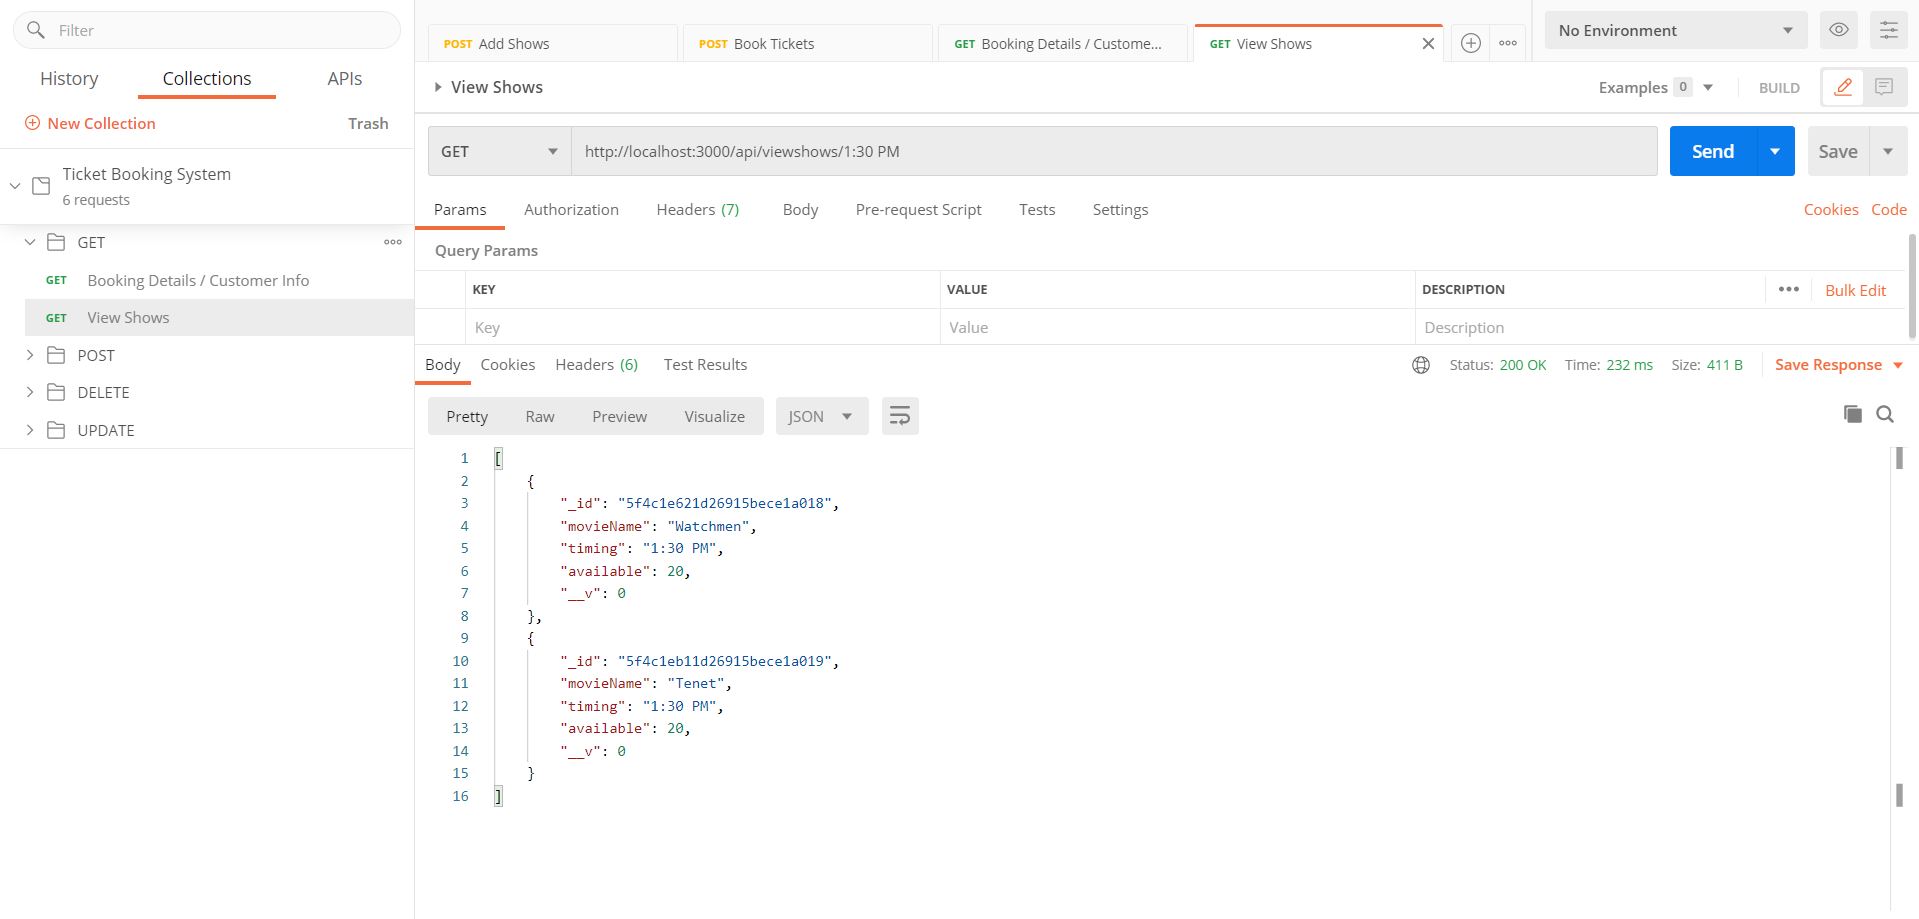 Filter
History Collections APIs
New Collection Trash
Ticket Booking System
6 requests
GET
GET Booking Details / Customer Info
GET View Shows
POST
DELETE
UPDATE
POST Add Shows POST Book Tickets GET Booking Details / Custome... GET View Shows No Environment
View Shows Examples 0 BUILD
GET http://localhost:3000/api/viewshows/1:30 PM Send Save
Params Authorization Headers (7) Body Pre-request Script Tests Settings Cookies Code
Query Params
KEY VALUE DESCRIPTION Bulk Edit
Key Value Description
Body Cookies Headers (6) Test Results Status: 200 OK Time: 232 ms Size: 411 B Save Response
Pretty Raw Preview Visualize JSON
1 [
2 {
3 "_id": "5f4c1e621d26915bece1a018",
4 "movieName": "Watchmen",
5 "timing": "1:30 PM",
6 "available": 20,
7 "__v": 0
8 },
9 {
10 "_id": "5f4c1eb11d26915bece1a019",
11 "movieName": "Tenet",
12 "timing": "1:30 PM",
13 "available": 20,
14 "__v": 0
15 }
16 ]